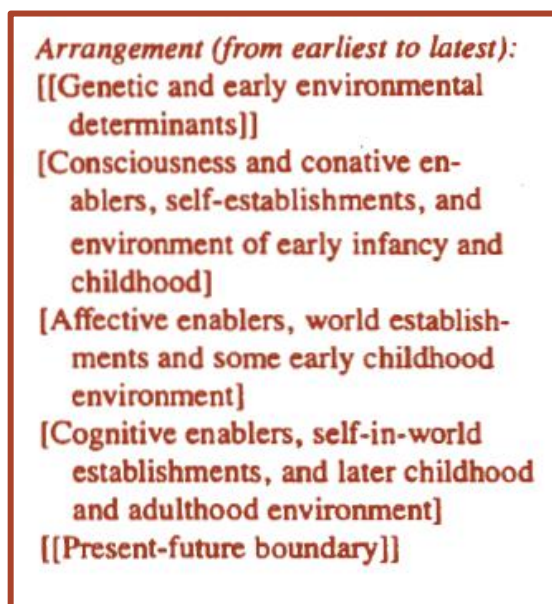 Arrangement (from earliest to latest):
[[Genetic and early environmental
determinants]]
[Consciousness and conative en-
ablers, self-establishments, and
environment of early infancy and
childhood]
[Affective enablers, world establish-
ments and some early childhood
environment]
[Cognitive enablers, self-in-world
establishments, and later childhood
and adulthood environment]
[[Present-future boundary]]